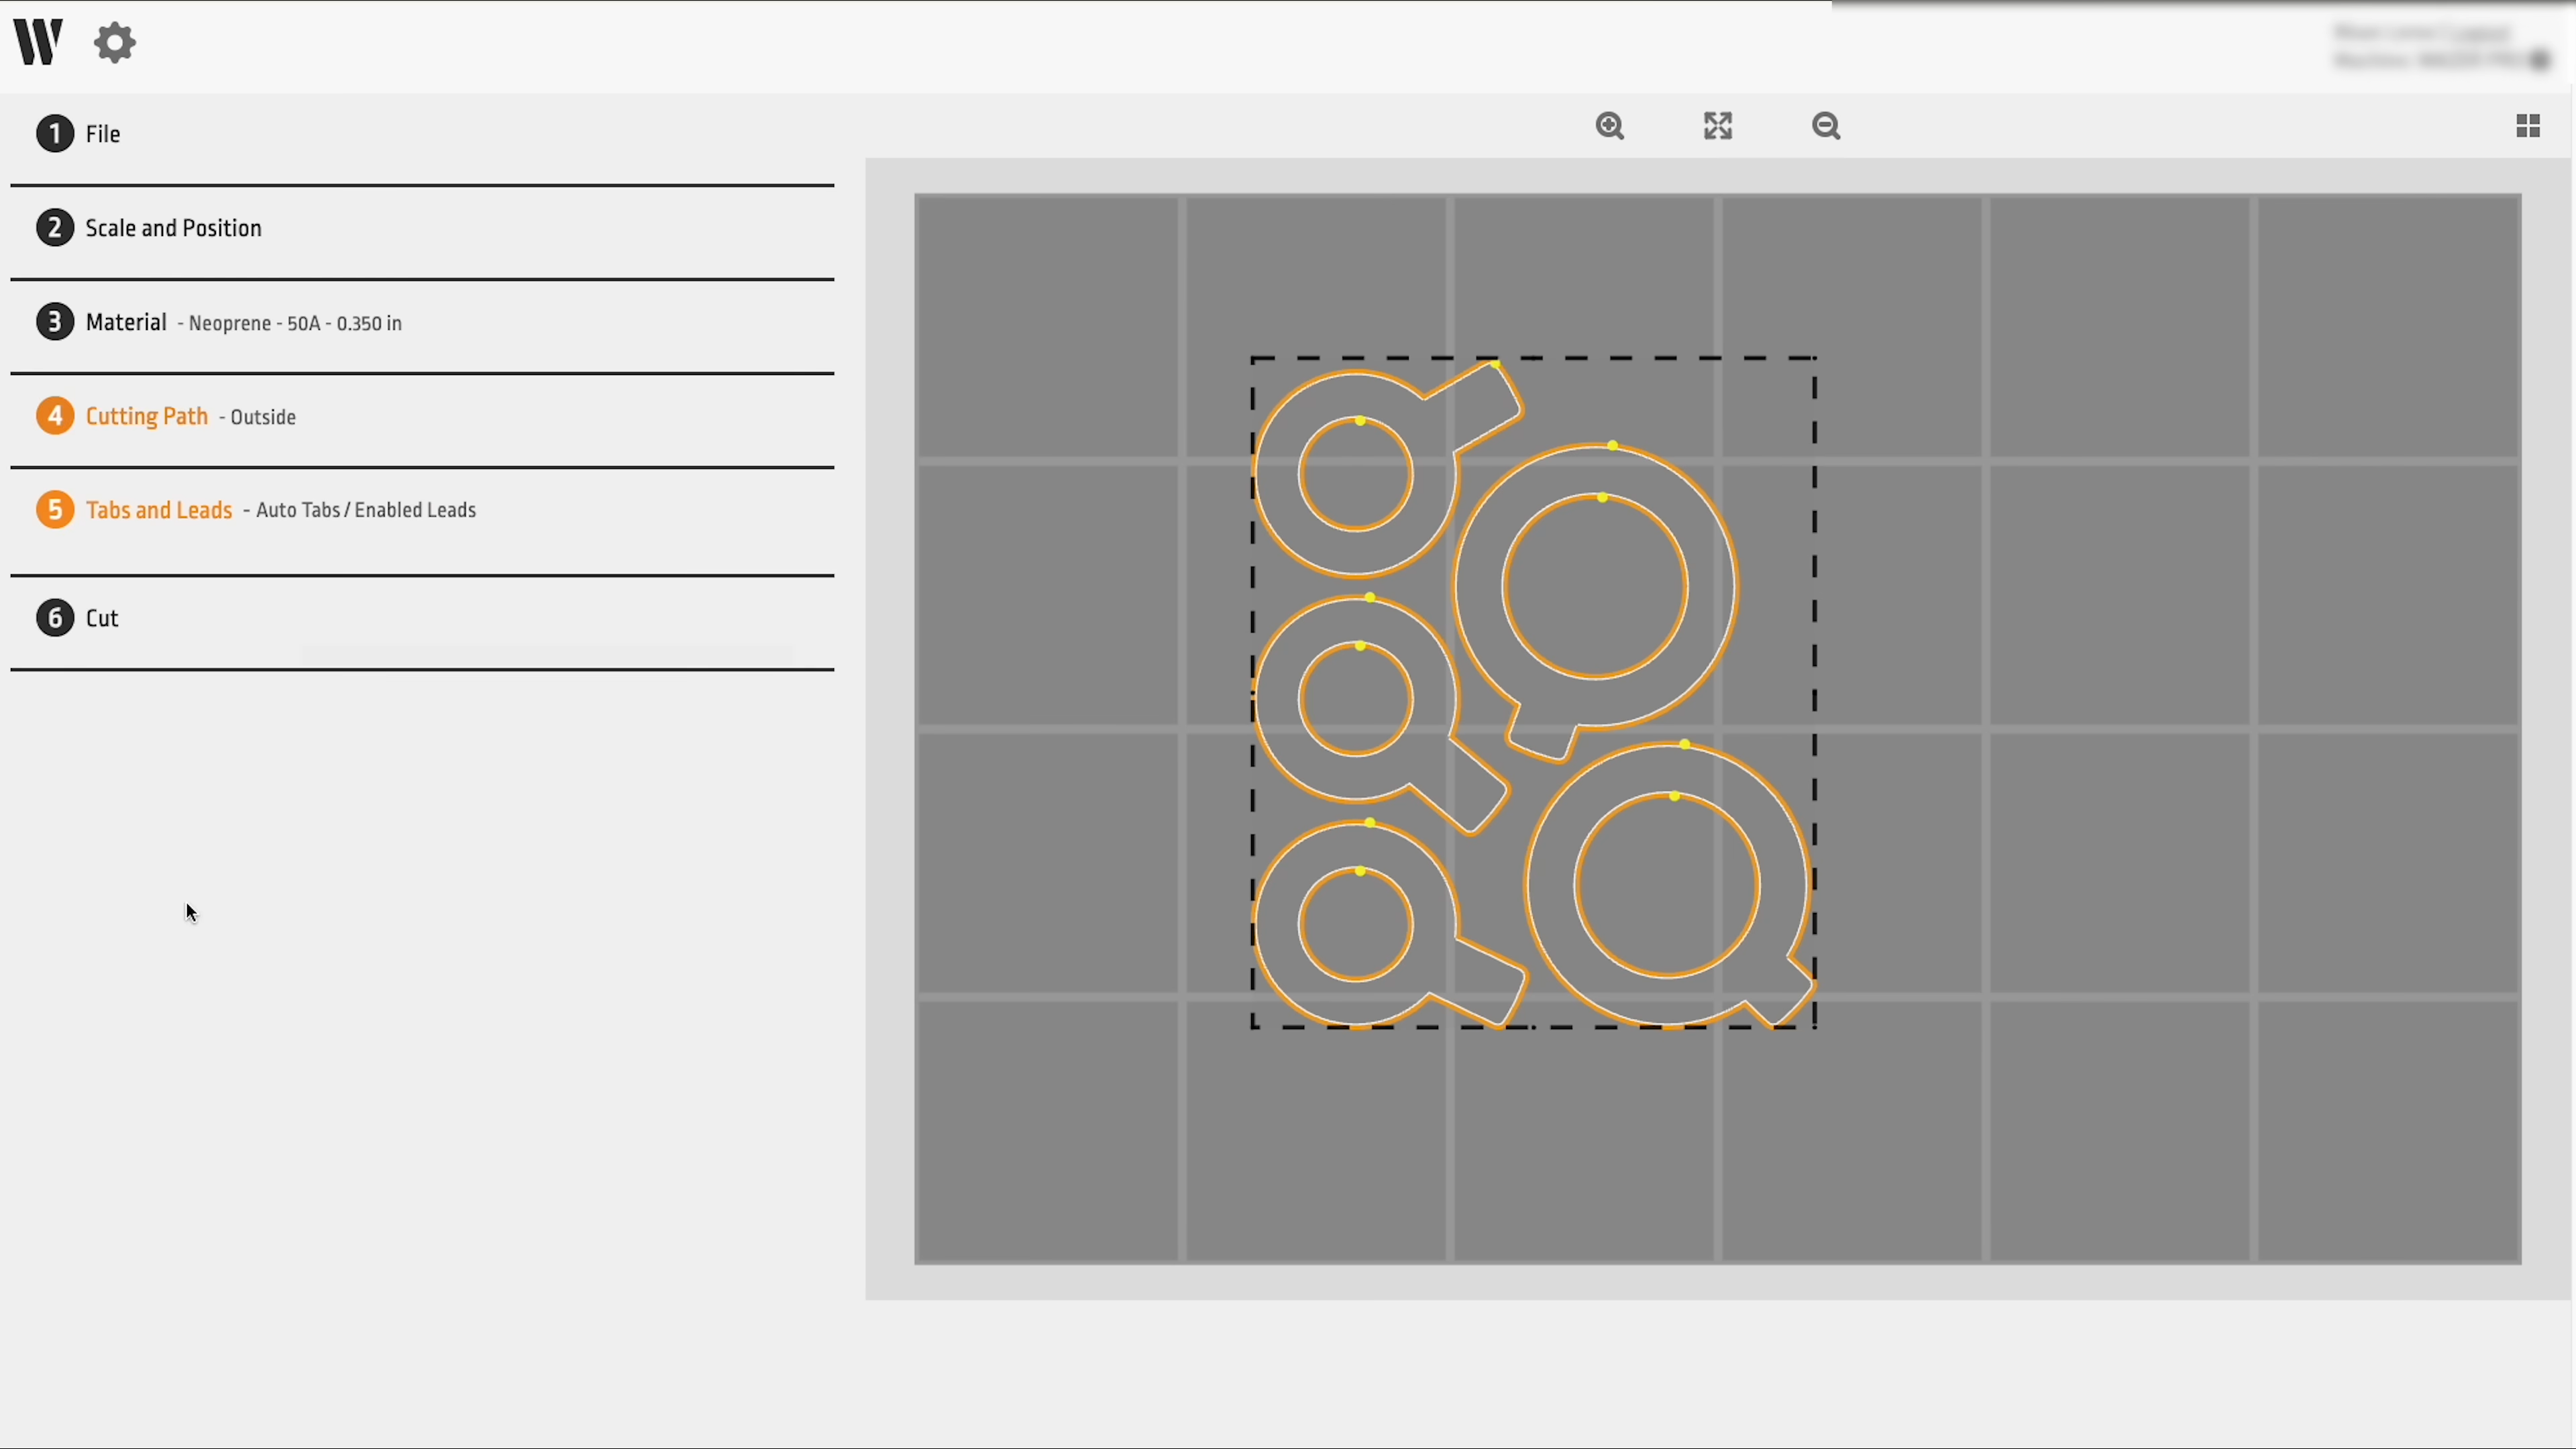 W
1 File
2 Scale and Position
3 Material - Neoprene - 50A - 0.350 in
4 Cutting Path - Outside
5 Tabs and Leads - Auto Tabs / Enabled Leads
6 Cut